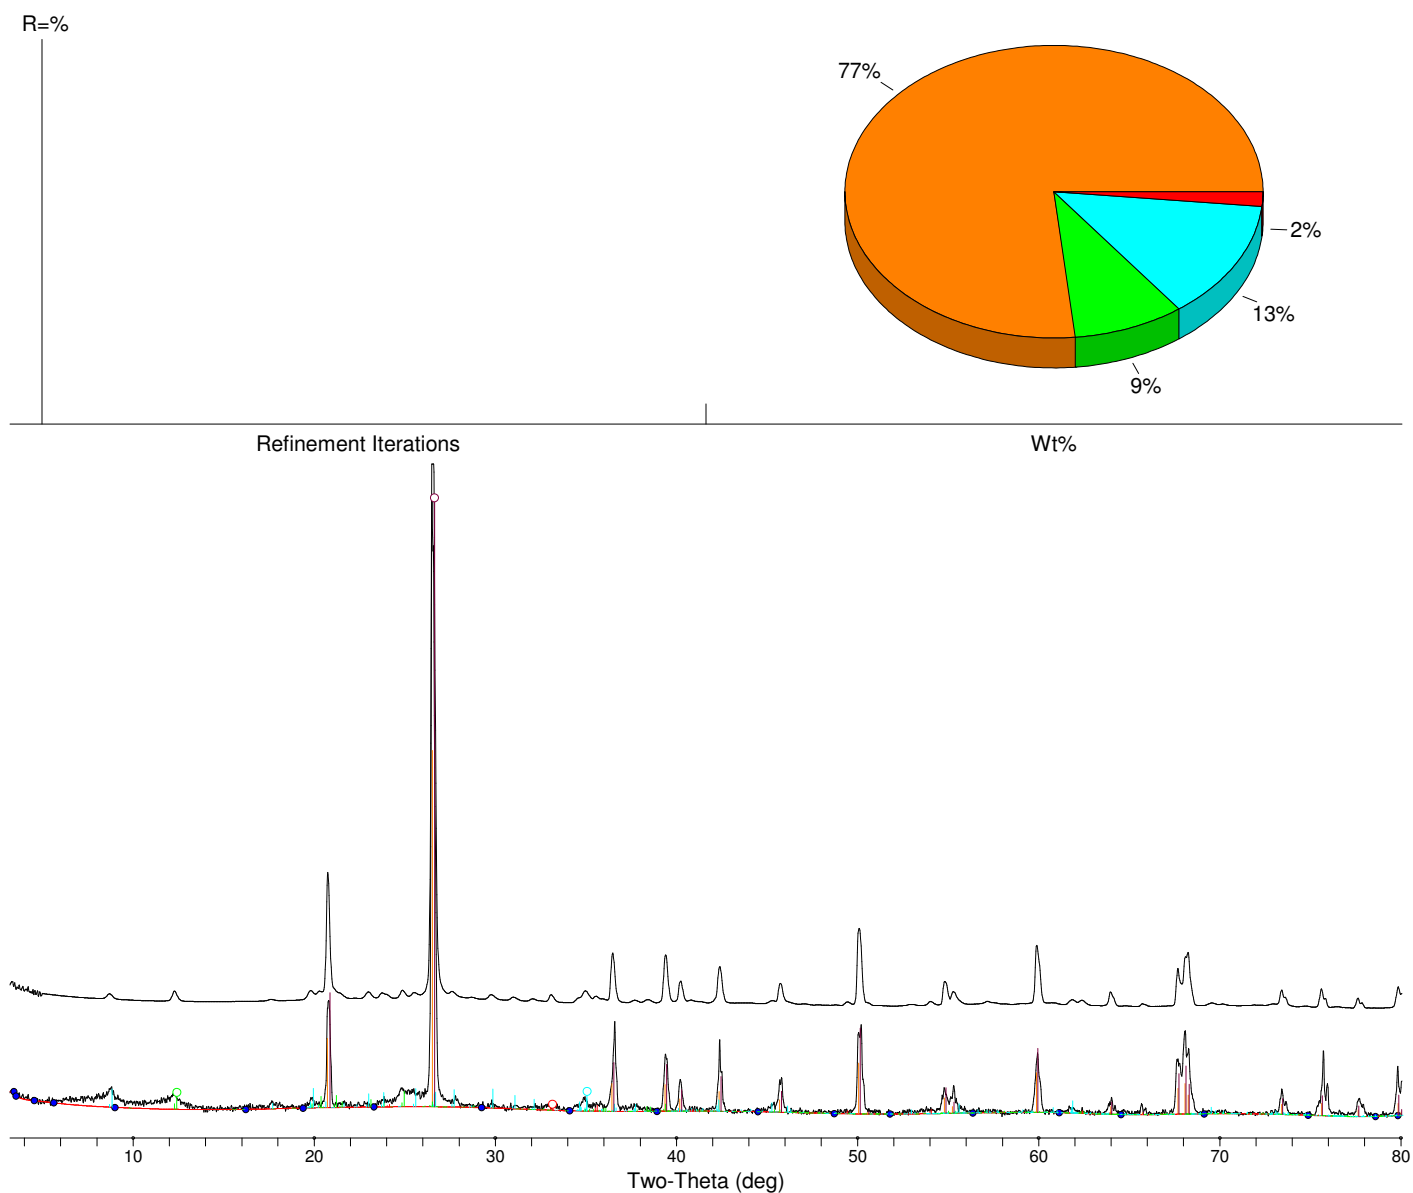 R=%
77%
2%
13%
9%
Refinement Iterations Wt%
10 20 30 40 50 60 70 80
Two-Theta (deg)